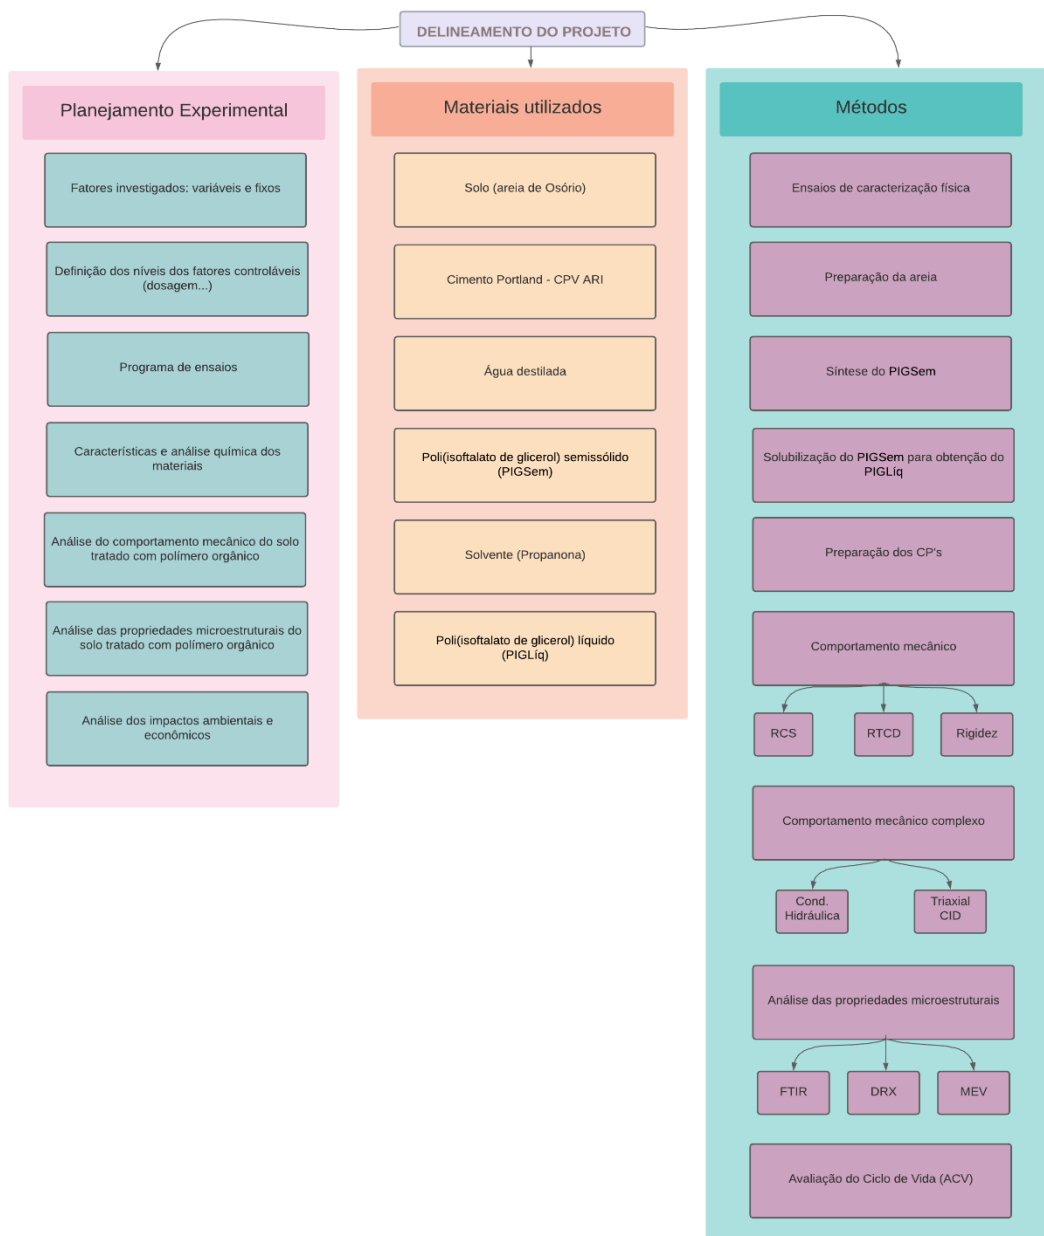 DELINEAMENTO DO PROJETO
Planejamento Experimental
Fatores investigados: variáveis e fixos
Definição dos níveis dos fatores controláveis
(dosagem...)
Programa de ensaios
Características e análise química dos
materiais
Análise do comportamento mecânico do solo
tratado com polímero orgânico
Análise das propriedades microestruturais do
solo tratado com polímero orgânico
Análise dos impactos ambientais e
econômicos
Materiais utilizados
Solo (areia de Osório)
Cimento Portland - CPV ARI
Água destilada
Poli(isoftalato de glicerol) semissólido
(PIGSem)
Solvente (Propanona)
Poli(isoftalato de glicerol) líquido
(PIGLíq)
Métodos
Ensaios de caracterização física
Preparação da areia
Síntese do PIGSem
Solubilização do PIGSem para obtenção do
PIGLíq
Preparação dos CP's
Comportamento mecânico
RCS
RTCD
Rigidez
Comportamento mecânico complexo
Cond.
Hidráulica
Triaxial
CID
Análise das propriedades microestruturais
FTIR
DRX
MEV
Avaliação do Ciclo de Vida (ACV)